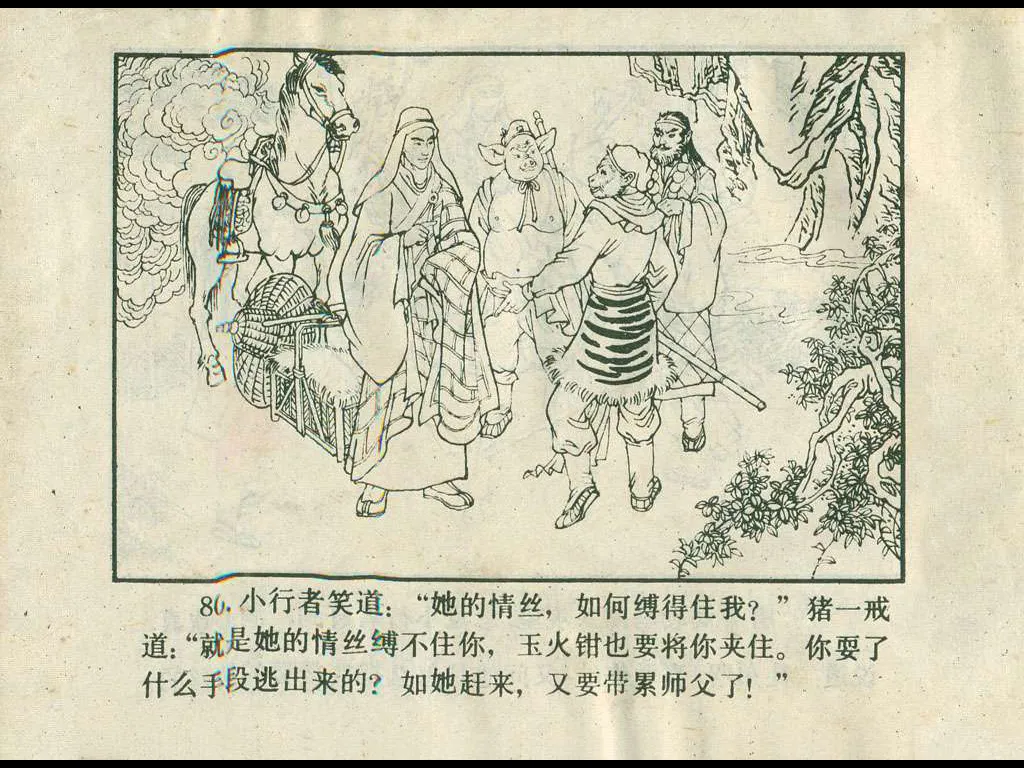 80. 小行者笑道：“她的情丝，如何缚得住我？”猪一戒
道：“就是她的情丝缚不住你，玉火钳也要将你夹住。你耍了
什么手段逃出来的？如她赶来，又要带累师父了！”